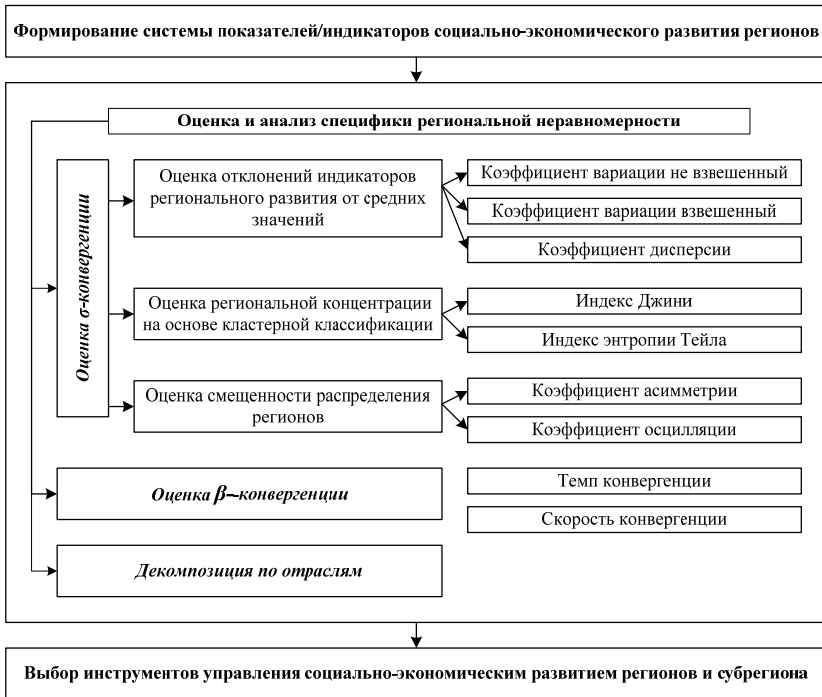 Формирование системы показателей/индикаторов социально-экономического развития регионов
Оценка и анализ специфики региональной неравномерности
Оценка σ-конвергенции
Оценка отклонений индикаторов
регионального развития от средних
значений
Коэффициент вариации не взвешенный
Коэффициент вариации взвешенный
Коэффициент дисперсии
Оценка региональной концентрации
на основе кластерной классификации
Индекс Джини
Индекс энтропии Тейла
Оценка смещенности распределения
регионов
Коэффициент асимметрии
Коэффициент осцилляции
Оценка β–конвергенции
Темп конвергенции
Скорость конвергенции
Декомпозиция по отраслям
Выбор инструментов управления социально-экономическим развитием регионов и субрегиона